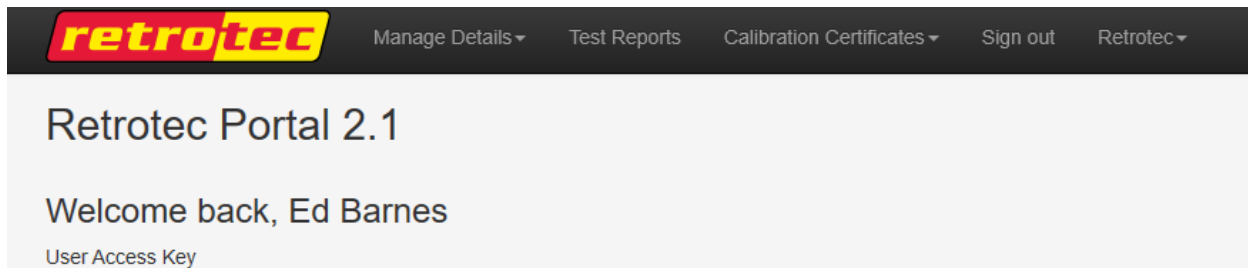 retrotec Manage Details Test Reports Calibration Certificates Sign out Retrotec
Retrotec Portal 2.1
Welcome back, Ed Barnes
User Access Key